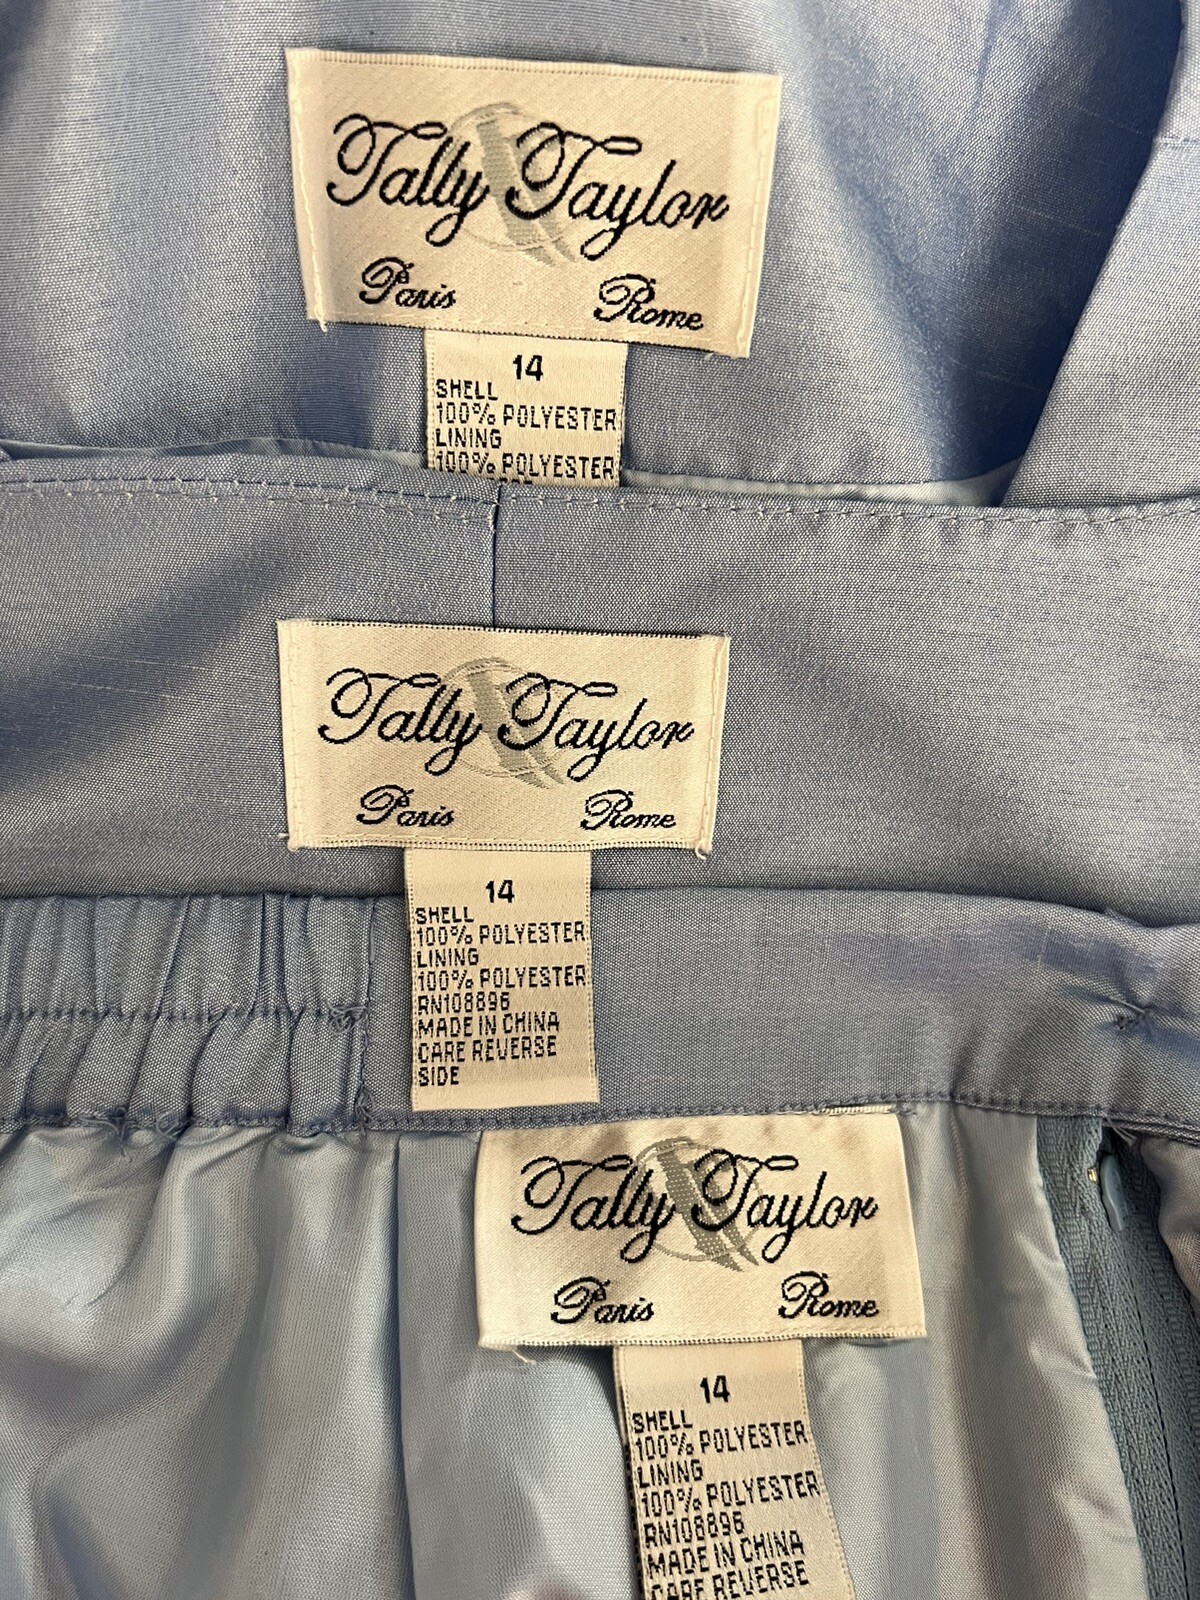 Tally Taylor
Paris Rome
14
SHELL
100% POLYESTER
LINING
100% POLYESTER
Tally Taylor
Paris Rome
14
SHELL
100% POLYESTER
LINING
100% POLYESTER
RN108896
MADE IN CHINA
CARE REVERSE
SIDE
Tally Taylor
Paris Rome
14
SHELL
100% POLYESTER
LINING
100% POLYESTER
RN108896
MADE IN CHINA
CARE REVERSE